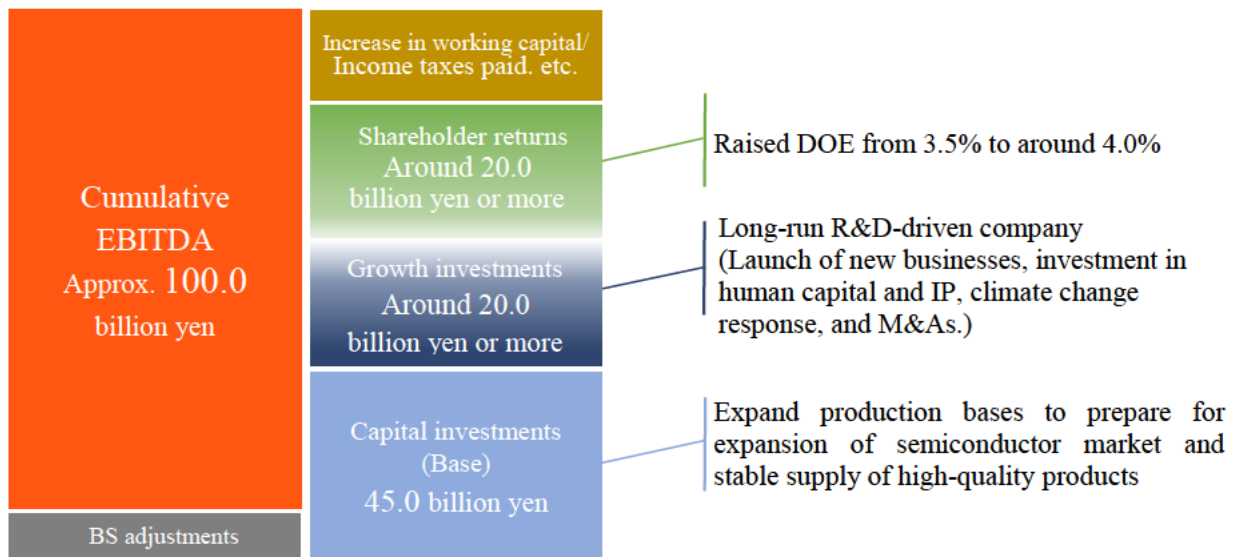 Cumulative
EBITDA
Approx. 100.0
billion yen
BS adjustments
Increase in working capital/
Income taxes paid. etc.
Shareholder returns
Around 20.0
billion yen or more
Growth investments
Around 20.0
billion yen or more
Capital investments
(Base)
45.0 billion yen
Raised DOE from 3.5% to around 4.0%
Long-run R&D-driven company
(Launch of new businesses, investment in
human capital and IP, climate change
response, and M&As.)
Expand production bases to prepare for
expansion of semiconductor market and
stable supply of high-quality products